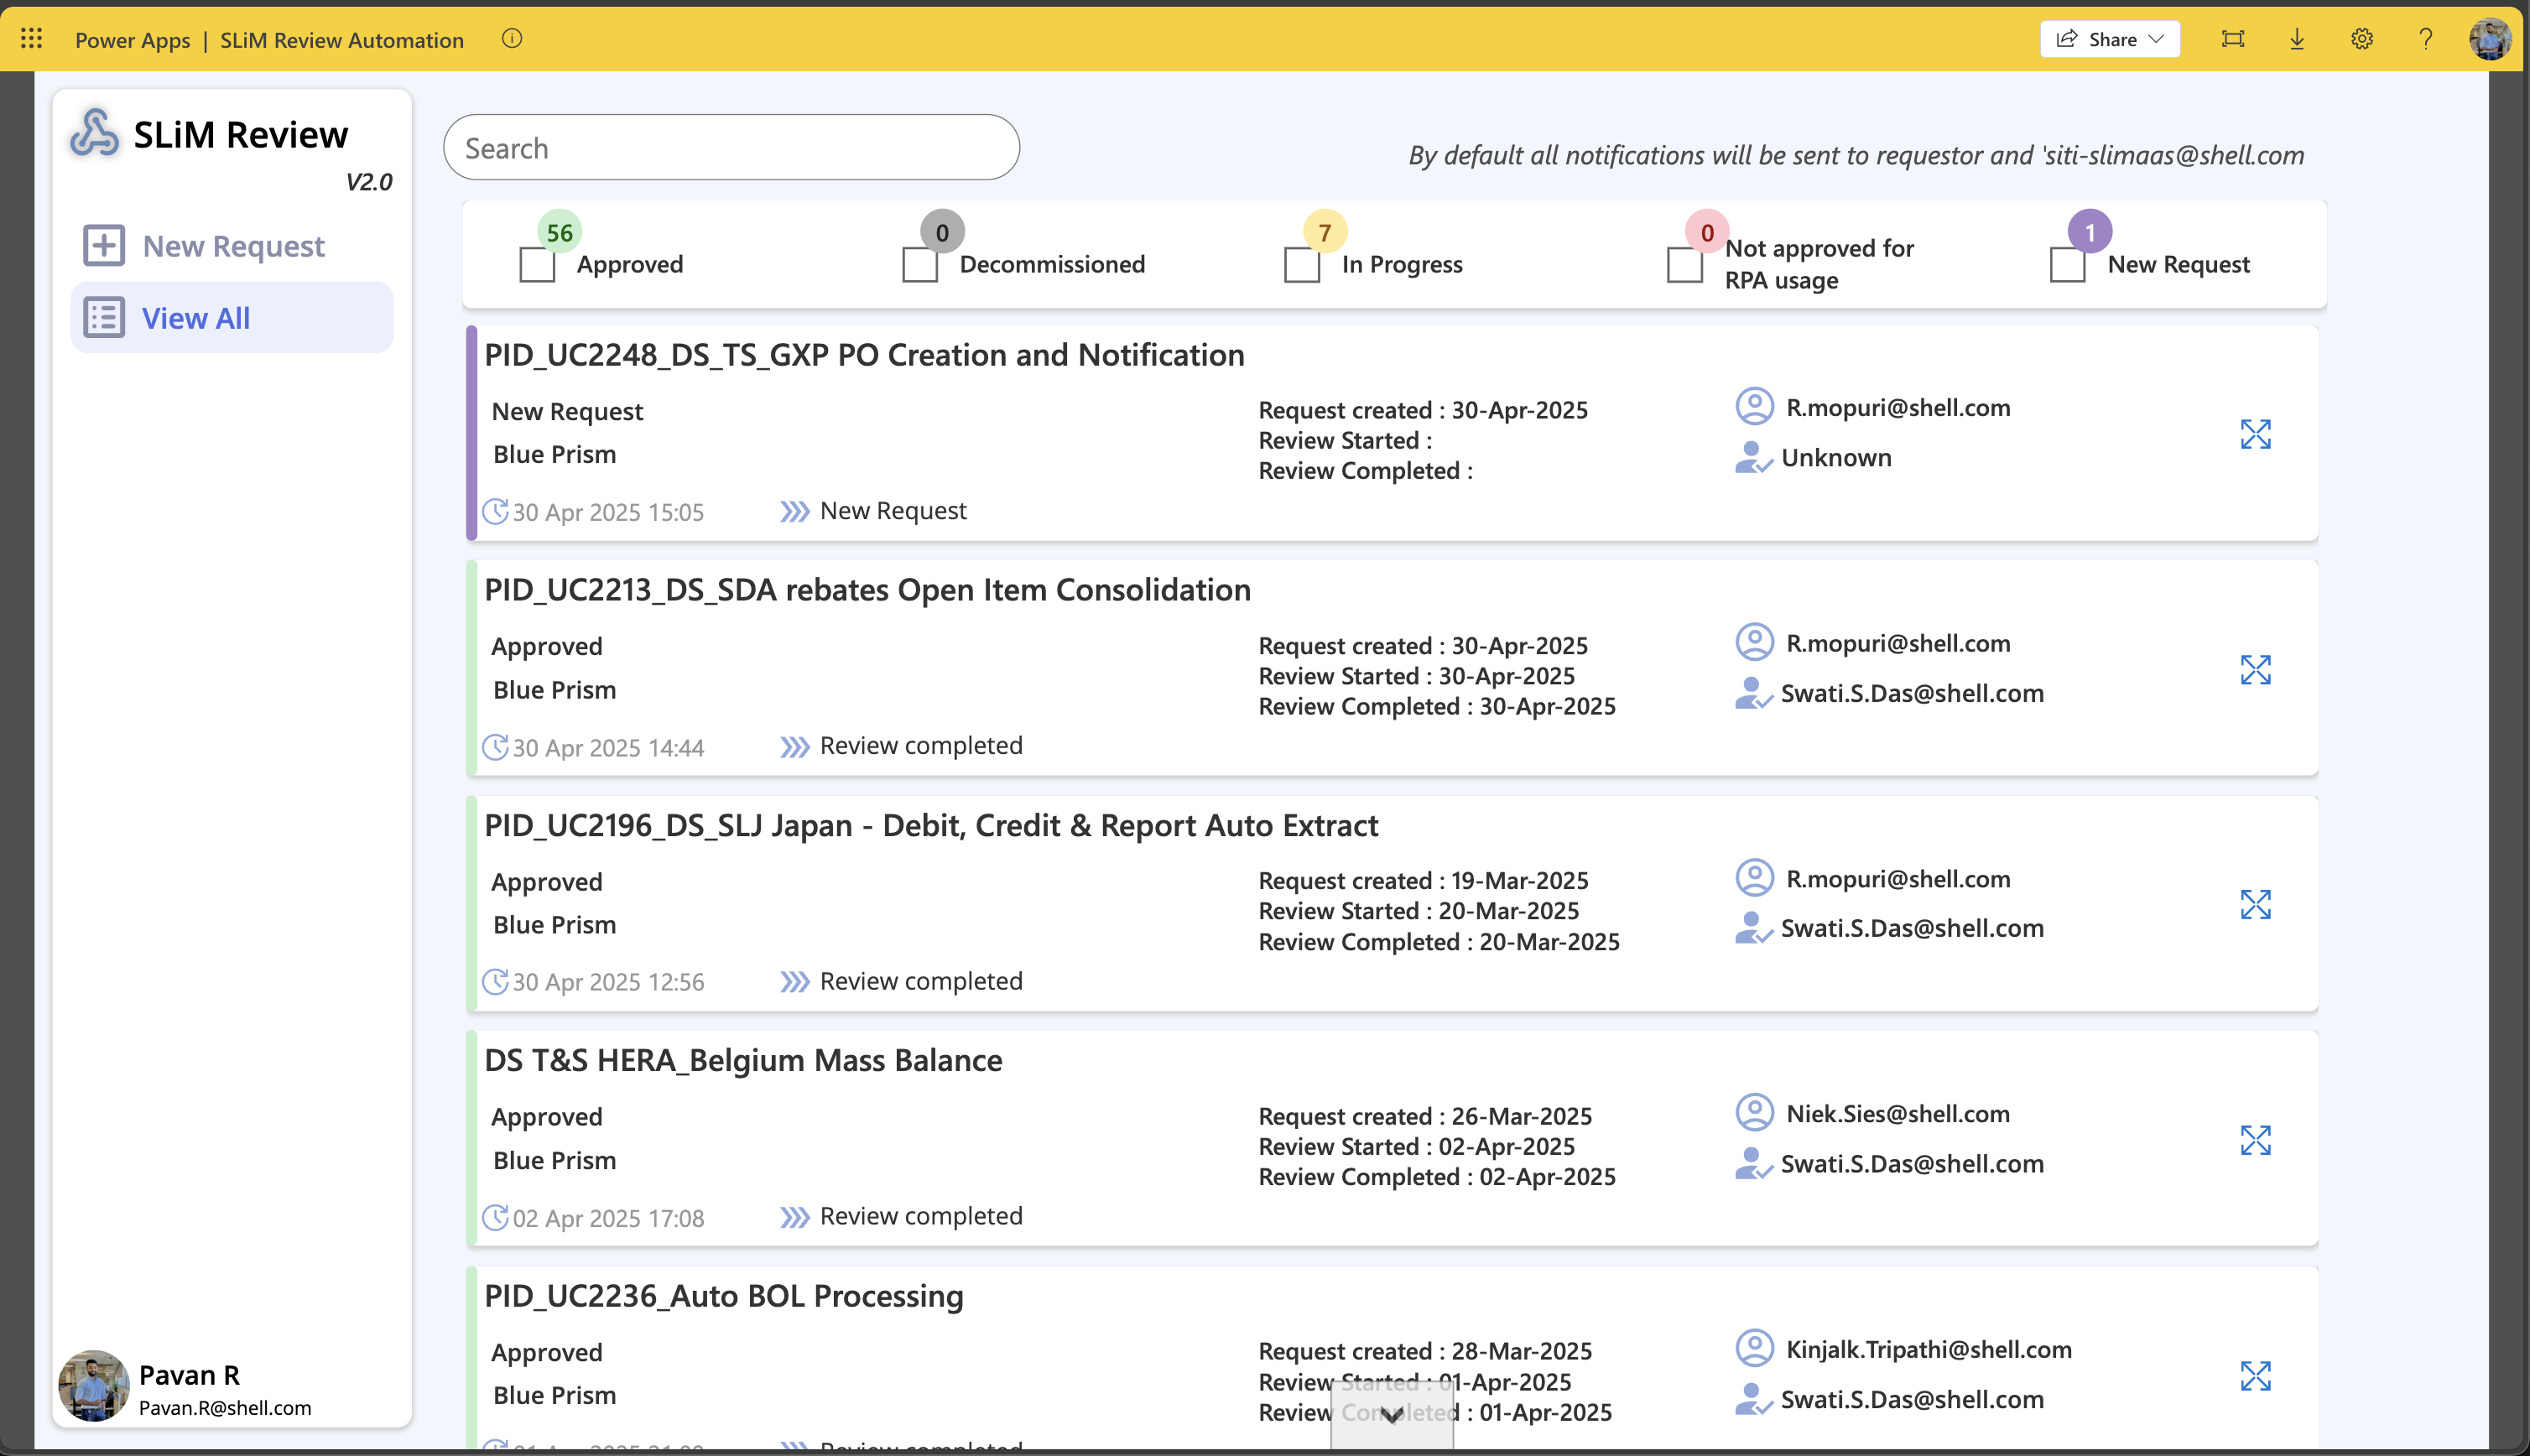 Power Apps | SLiM Review Automation
Share
SLiM Review
V2.0
New Request
View All
Search
By default all notifications will be sent to requestor and 'siti-slimaas@shell.com
56
Approved
0
Decommissioned
7
In Progress
0
Not approved for
RPA usage
1
New Request
PID_UC2248_DS_TS_GXP PO Creation and Notification
New Request
Blue Prism
30 Apr 2025 15:05
New Request
Request created : 30-Apr-2025
Review Started :
Review Completed :
R.mopuri@shell.com
Unknown
PID_UC2213_DS_SDA rebates Open Item Consolidation
Approved
Blue Prism
30 Apr 2025 14:44
Review completed
Request created : 30-Apr-2025
Review Started : 30-Apr-2025
Review Completed : 30-Apr-2025
R.mopuri@shell.com
Swati.S.Das@shell.com
PID_UC2196_DS_SLJ Japan - Debit, Credit & Report Auto Extract
Approved
Blue Prism
30 Apr 2025 12:56
Review completed
Request created : 19-Mar-2025
Review Started : 20-Mar-2025
Review Completed : 20-Mar-2025
R.mopuri@shell.com
Swati.S.Das@shell.com
DS T&S HERA_Belgium Mass Balance
Approved
Blue Prism
02 Apr 2025 17:08
Review completed
Request created : 26-Mar-2025
Review Started : 02-Apr-2025
Review Completed : 02-Apr-2025
Niek.Sies@shell.com
Swati.S.Das@shell.com
PID_UC2236_Auto BOL Processing
Approved
Blue Prism
Review completed
Request created : 28-Mar-2025
Review Started : 01-Apr-2025
Review Completed : 01-Apr-2025
Kinjalk.Tripathi@shell.com
Swati.S.Das@shell.com
Pavan R
Pavan.R@shell.com